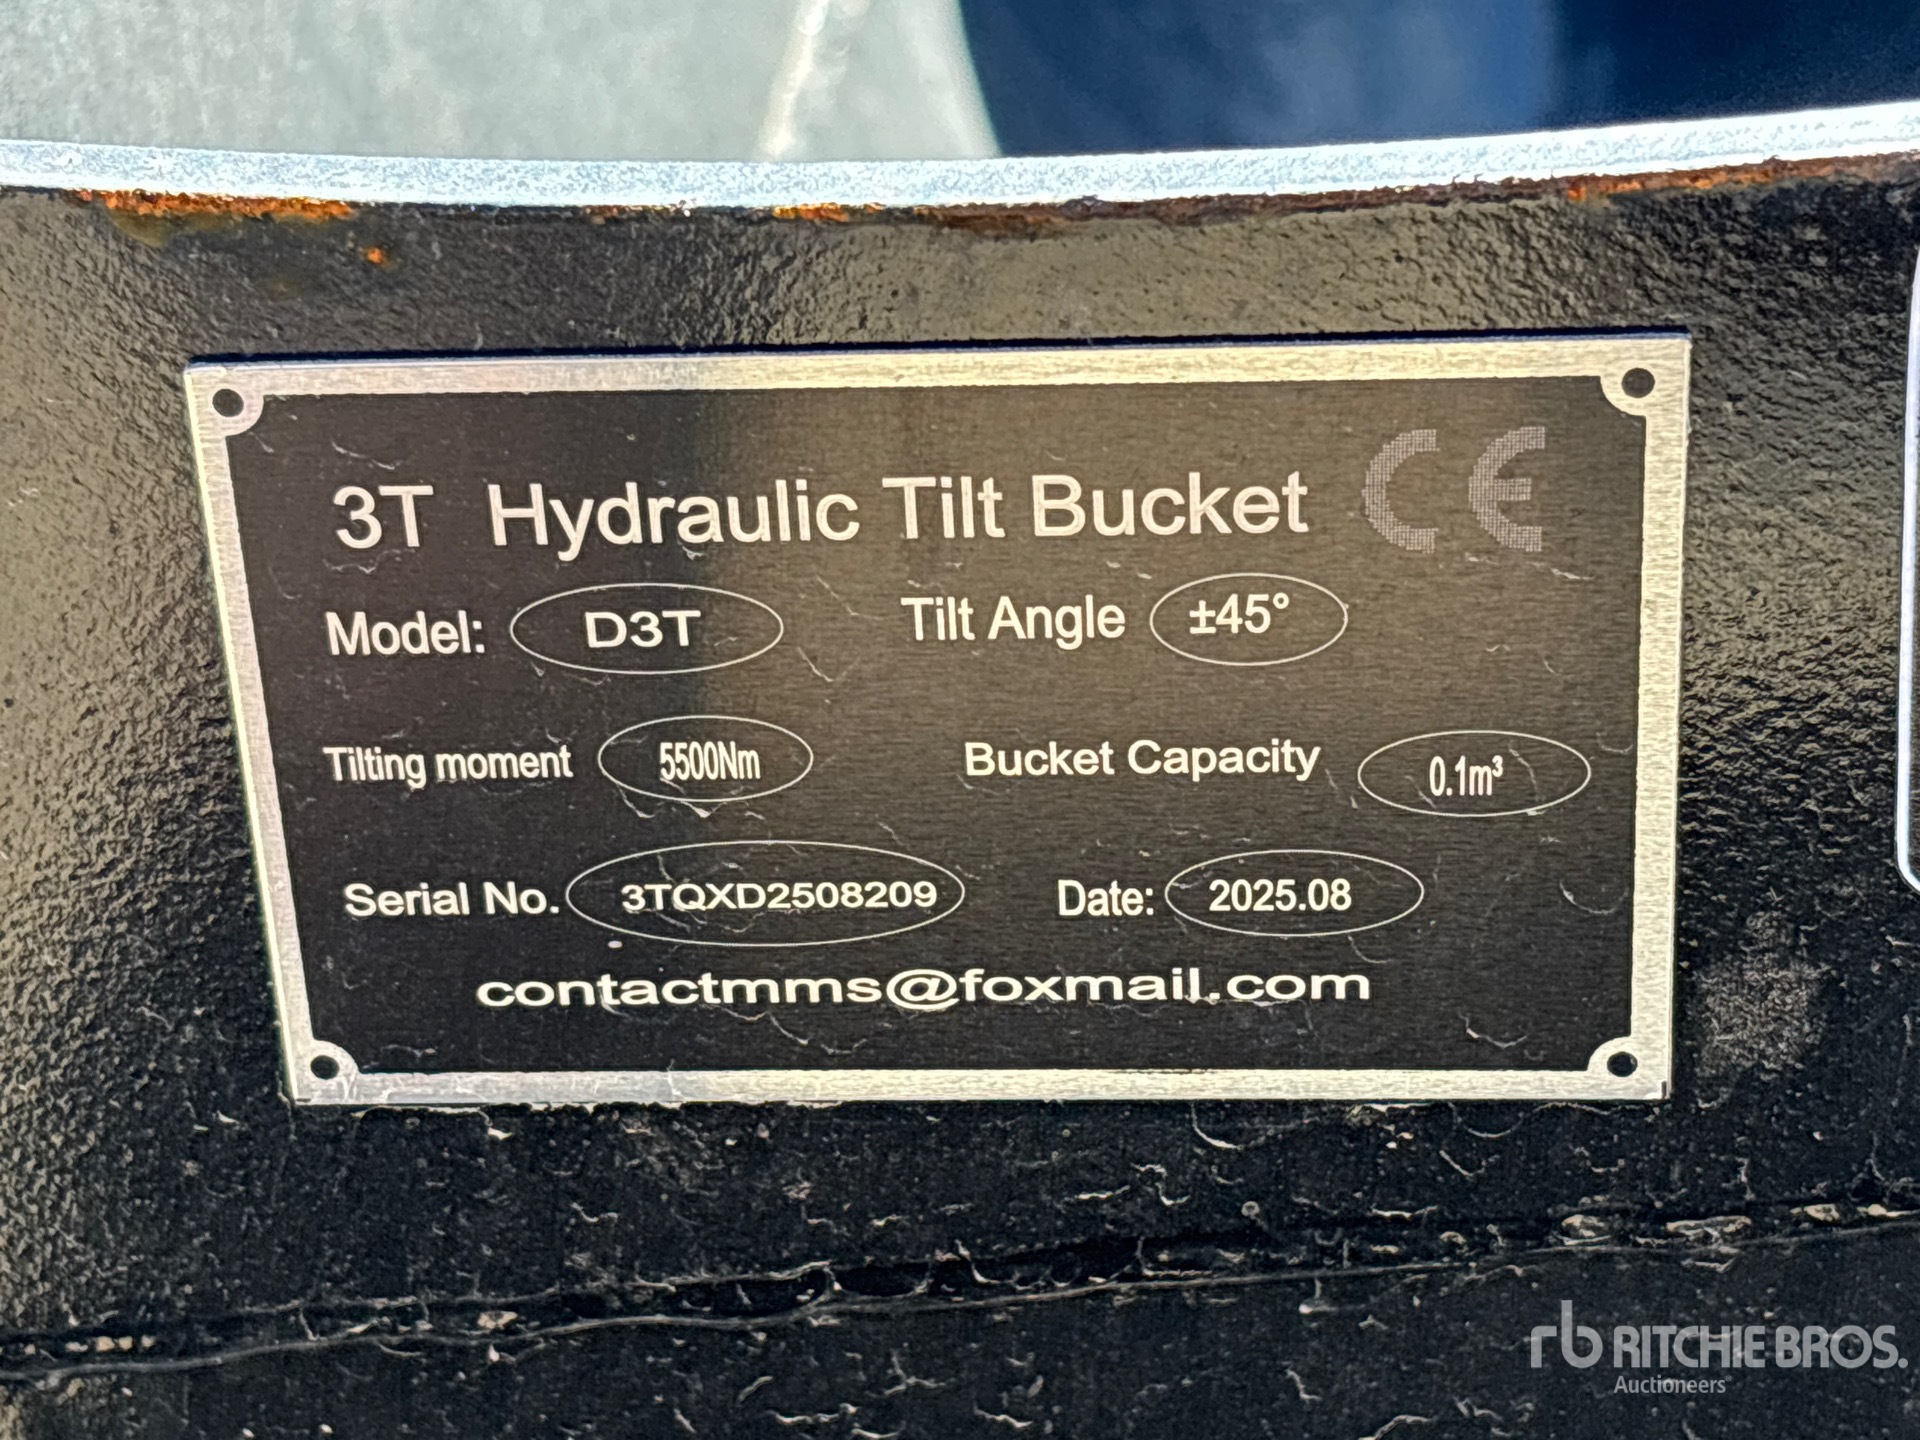 3T Hydraulic Tilt Bucket CE
Model: D3T Tilt Angle ±45°
Tilting moment 5500Nm Bucket Capacity 0.1m³
Serial No. 3TQXD2508209 Date: 2025.08
contactmms@foxmail.com
rb RITCHIE BROS.
Auctioneers